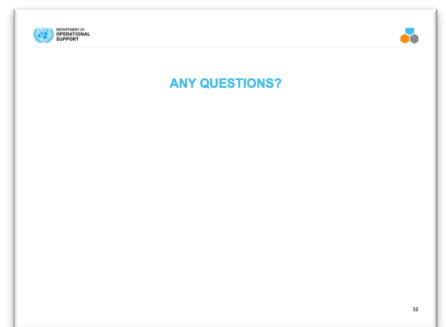 DEPARTMENT OF
OPERATIONAL
SUPPORT
ANY QUESTIONS?
32